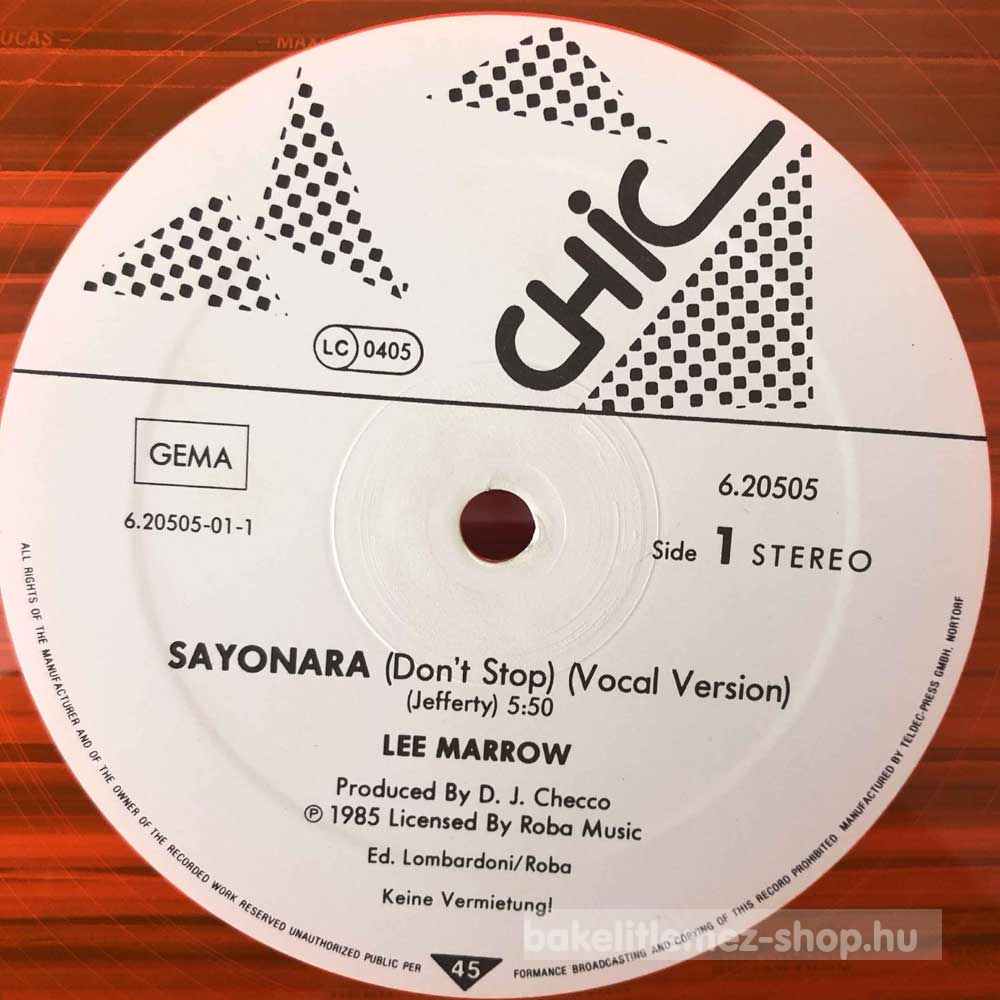 UCAS –
– MAX
CHIC
LC 0405
GEMA
6.20505-01-1
6.20505
Side 1 STEREO
SAYONARA (Don't Stop) (Vocal Version)
(Jefferty) 5:50
LEE MARROW
Produced By D. J. Checco
℗ 1985 Licensed By Roba Music
Ed. Lombardoni/Roba
Keine Vermietung!
ALL RIGHTS OF THE MANUFACTURER AND OF THE OWNER OF THE RECORDED WORK RESERVED UNAUTHORIZED PUBLIC PER
45
FORMANCE BROADCASTING AND COPYING OF THIS RECORD PROHIBITED MANUFACTURED BY TELDEC-PRESS GMBH, NORTORF
bakelitlemez-shop.hu